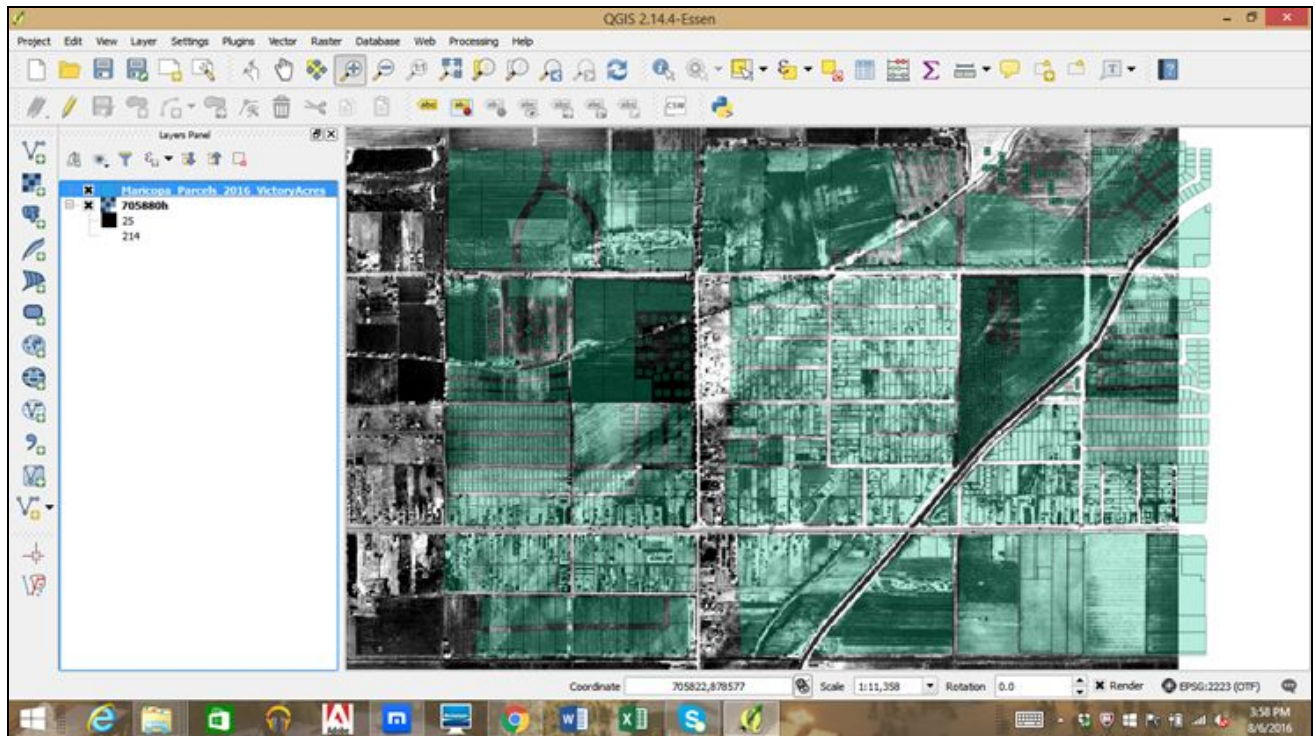 QGIS 2.14.4-Essen
Project Edit View Layer Settings Plugins Vector Raster Database Web Processing Help
CSW
Layers Panel
Maricopa_Parcels_2016_VictoryAcres
705880h
25
214
Coordinate 705822,878577 Scale 1:11,358 Rotation 0.0 Render EPSG:2223 (OTF)
3:58 PM
8/6/2016